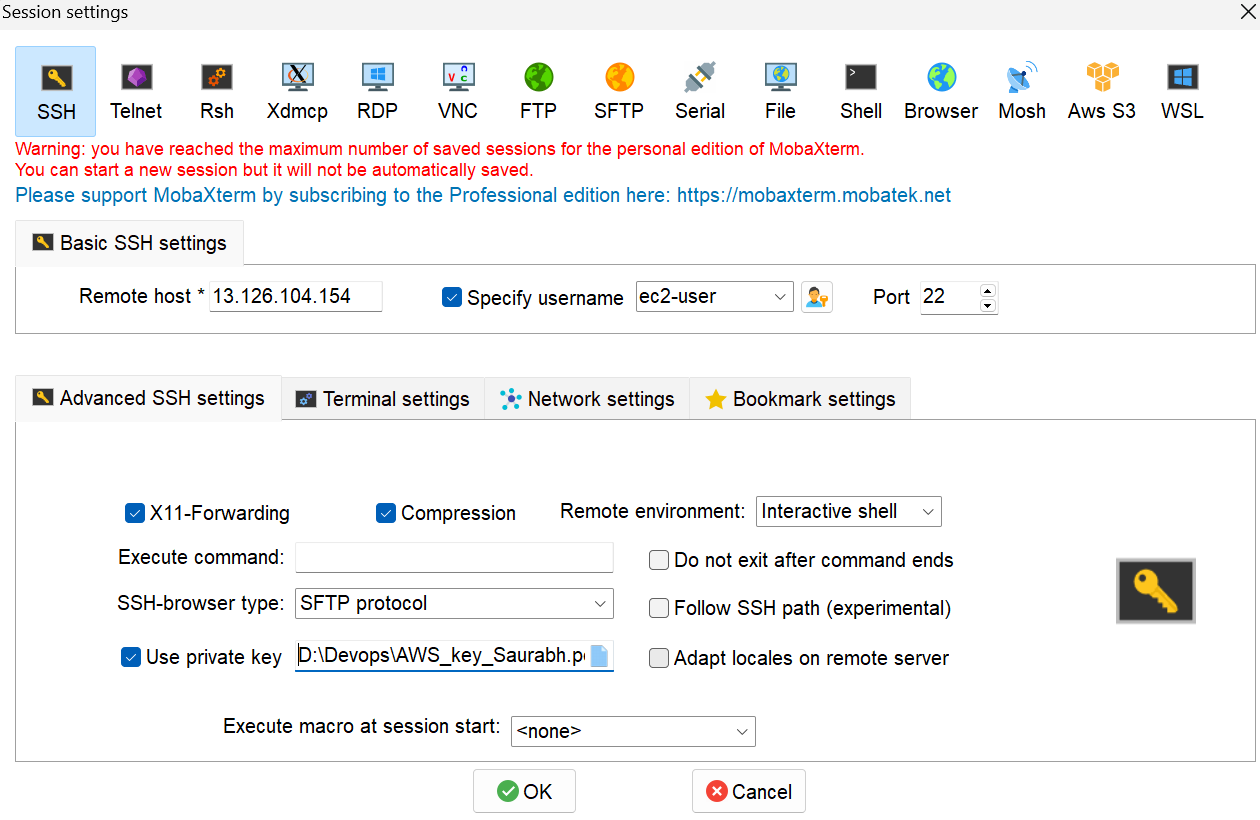 Session settings
SSH Telnet Rsh Xdmcp RDP VNC FTP SFTP Serial File Shell Browser Mosh Aws S3 WSL
Warning: you have reached the maximum number of saved sessions for the personal edition of MobaXterm.
You can start a new session but it will not be automatically saved.
Please support MobaXterm by subscribing to the Professional edition here: https://mobaxterm.mobatek.net
Basic SSH settings
Remote host * 13.126.104.154 Specify username ec2-user Port 22
Advanced SSH settings Terminal settings Network settings Bookmark settings
X11-Forwarding Compression Remote environment: Interactive shell
Execute command: Do not exit after command ends
SSH-browser type: SFTP protocol Follow SSH path (experimental)
Use private key D:\Devops\AWS_key_Saurabh.pe Adapt locales on remote server
Execute macro at session start: <none>
OK Cancel